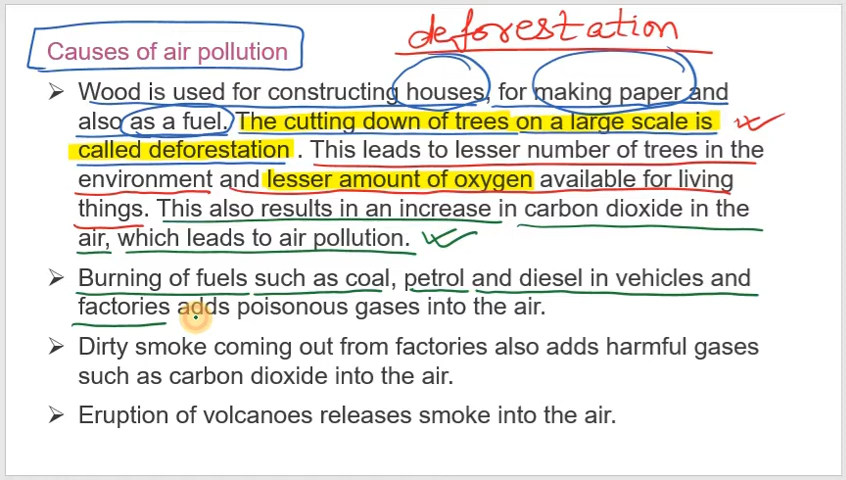 deforestation
Causes of air pollution
➤ Wood is used for constructing houses, for making paper and
also as a fuel. The cutting down of trees on a large scale is
called deforestation . This leads to lesser number of trees in the
environment and lesser amount of oxygen available for living
things. This also results in an increase in carbon dioxide in the
air, which leads to air pollution.
➤ Burning of fuels such as coal, petrol and diesel in vehicles and
factories adds poisonous gases into the air.
➤ Dirty smoke coming out from factories also adds harmful gases
such as carbon dioxide into the air.
➤ Eruption of volcanoes releases smoke into the air.